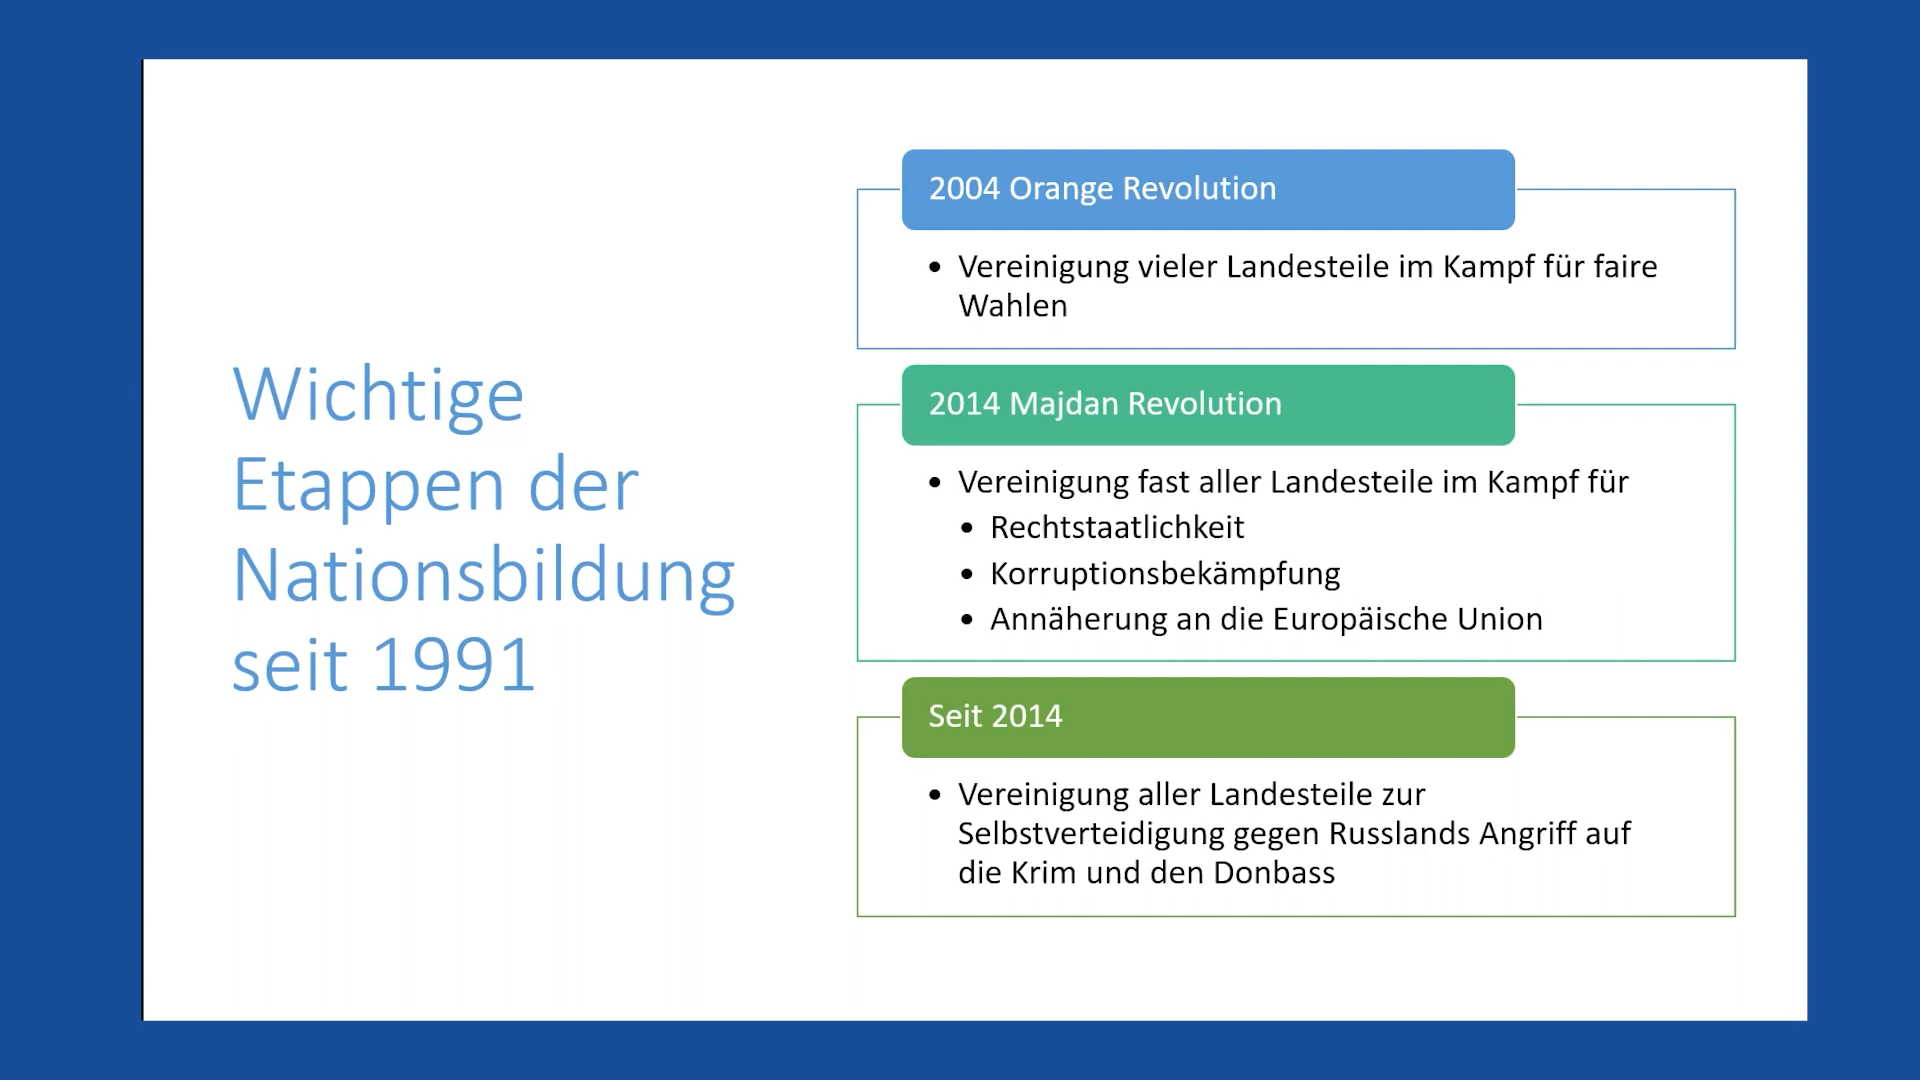 Wichtige
Etappen der
Nationsbildung
seit 1991
2004 Orange Revolution
• Vereinigung vieler Landesteile im Kampf für faire
Wahlen
2014 Majdan Revolution
• Vereinigung fast aller Landesteile im Kampf für
• Rechtstaatlichkeit
• Korruptionsbekämpfung
• Annäherung an die Europäische Union
Seit 2014
• Vereinigung aller Landesteile zur
Selbstverteidigung gegen Russlands Angriff auf
die Krim und den Donbass